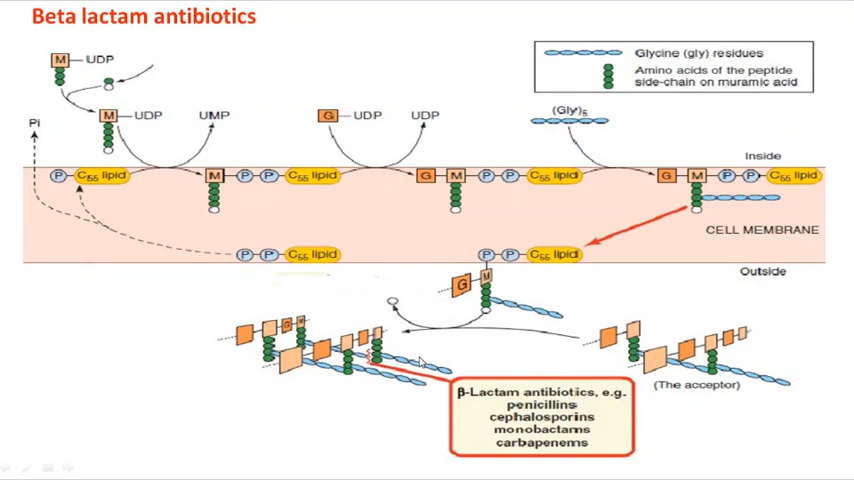 Beta lactam antibiotics
M UDP
Glycine (gly) residues
Amino acids of the peptide
side-chain on muramic acid
Pi
M UDP
UMP
G UDP
UDP
(Gly)5
Inside
P C55 lipid
M P P C55 lipid
G M P P C55 lipid
G M P P C55 lipid
CELL MEMBRANE
P P C55 lipid
P P C55 lipid
Outside
G M
G M
(The acceptor)
β-Lactam antibiotics, e.g.
penicillins
cephalosporins
monobactams
carbapenems